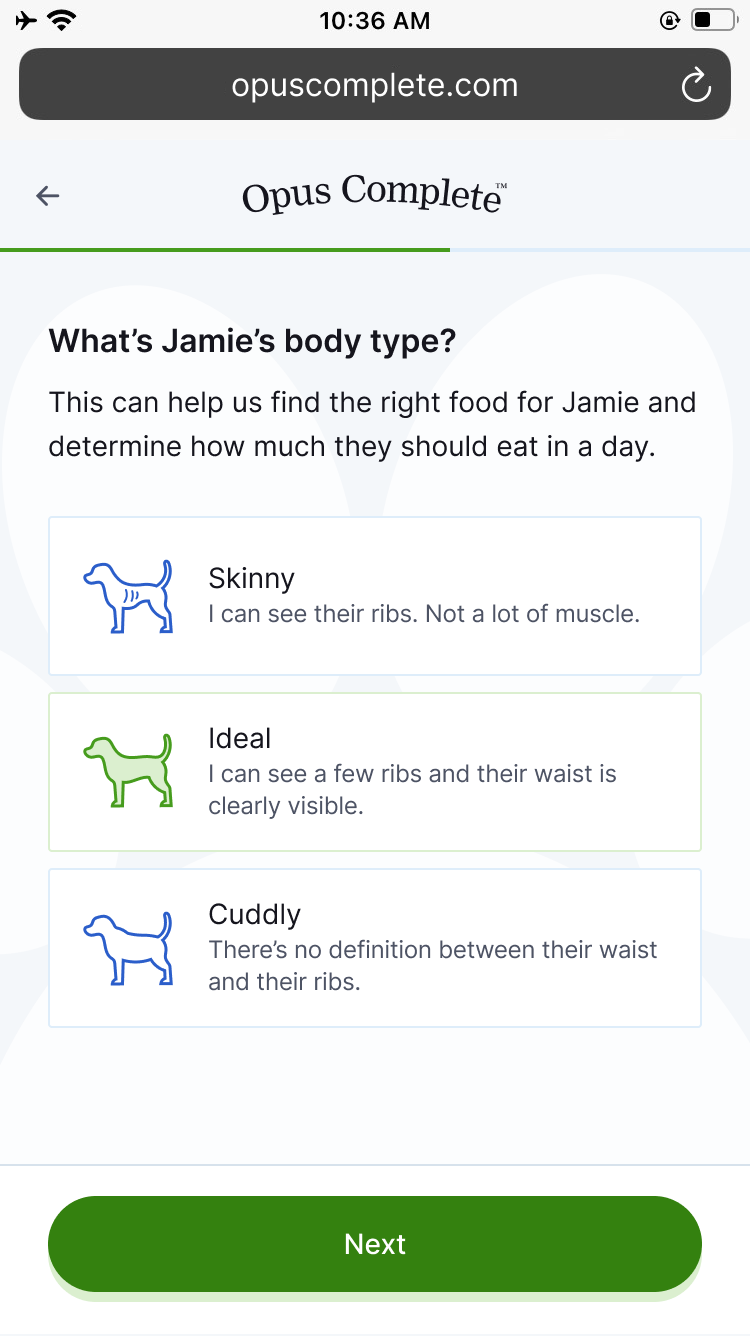 10:36 AM
opuscomplete.com
Opus Complete™
What’s Jamie’s body type?
This can help us find the right food for Jamie and
determine how much they should eat in a day.
Skinny
I can see their ribs. Not a lot of muscle.
Ideal
I can see a few ribs and their waist is
clearly visible.
Cuddly
There’s no definition between their waist
and their ribs.
Next